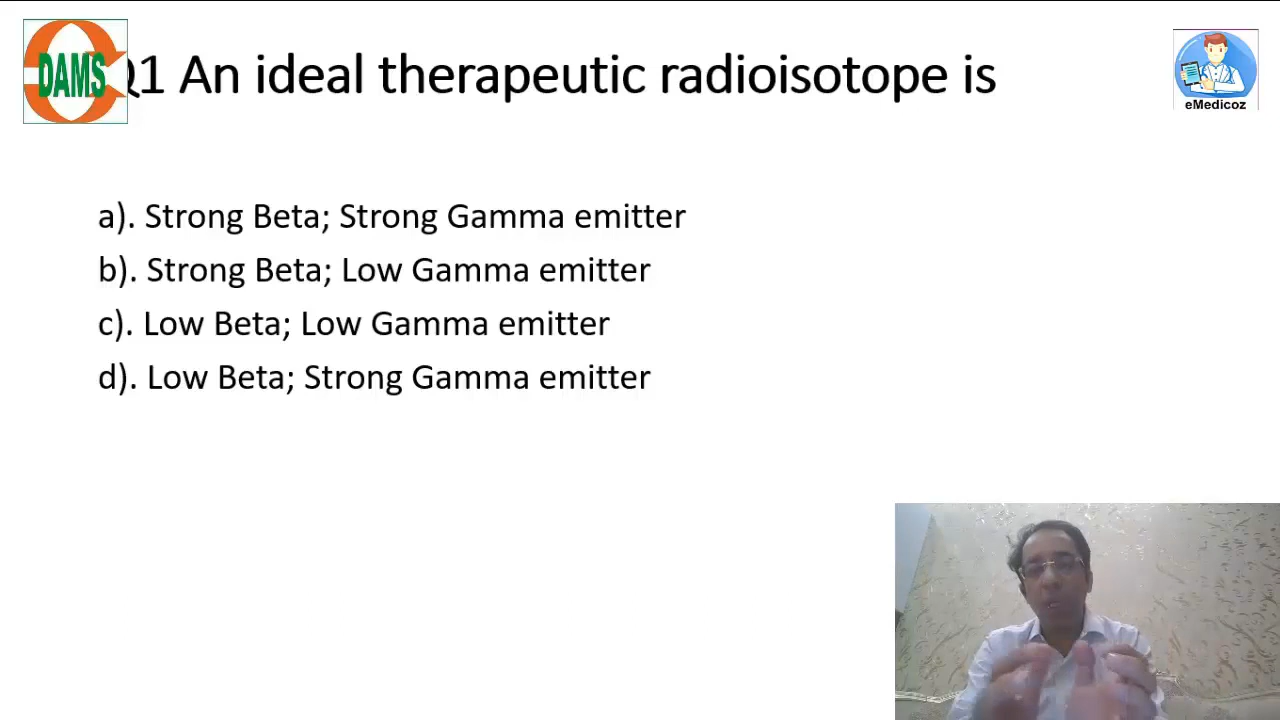 DAMS
Q1 An ideal therapeutic radioisotope is
eMedicoz
a). Strong Beta; Strong Gamma emitter
b). Strong Beta; Low Gamma emitter
c). Low Beta; Low Gamma emitter
d). Low Beta; Strong Gamma emitter